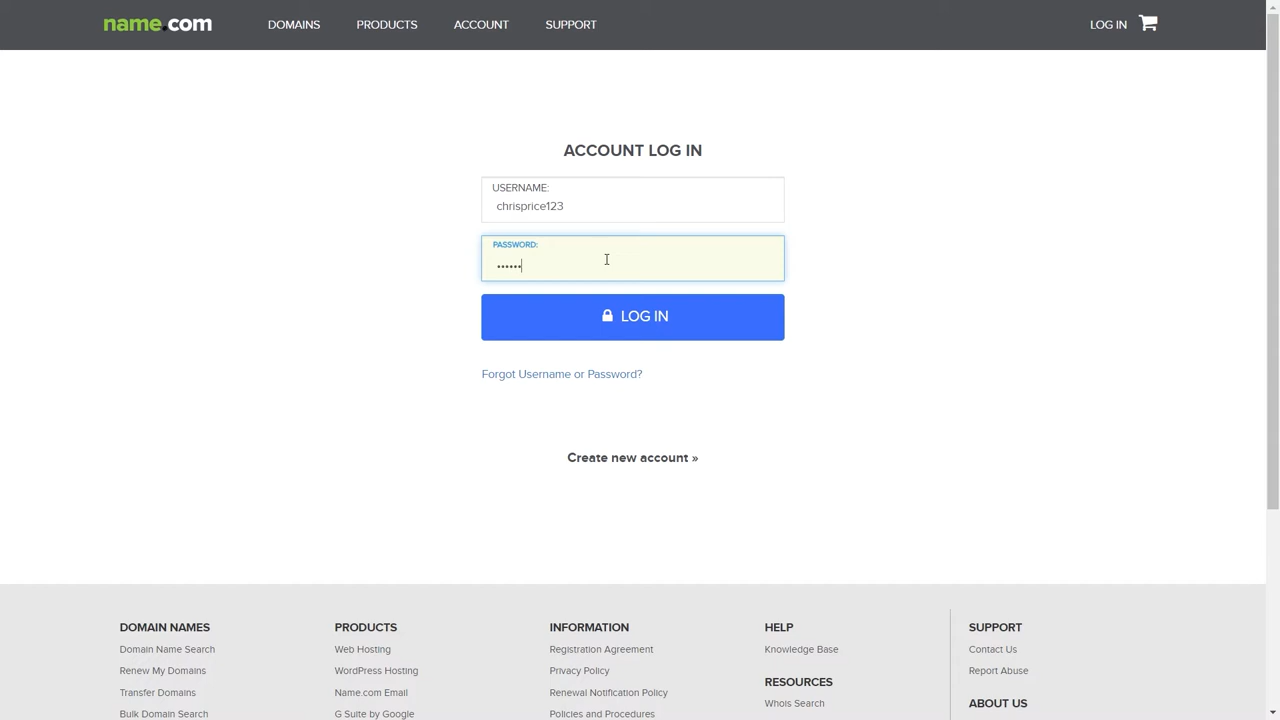 name.com DOMAINS PRODUCTS ACCOUNT SUPPORT LOG IN
ACCOUNT LOG IN
USERNAME:
chrisprice123
PASSWORD:
••••••
LOG IN
Forgot Username or Password?
Create new account »
DOMAIN NAMES
Domain Name Search
Renew My Domains
Transfer Domains
Bulk Domain Search
PRODUCTS
Web Hosting
WordPress Hosting
Name.com Email
G Suite by Google
INFORMATION
Registration Agreement
Privacy Policy
Renewal Notification Policy
Policies and Procedures
HELP
Knowledge Base
RESOURCES
Whois Search
SUPPORT
Contact Us
Report Abuse
ABOUT US